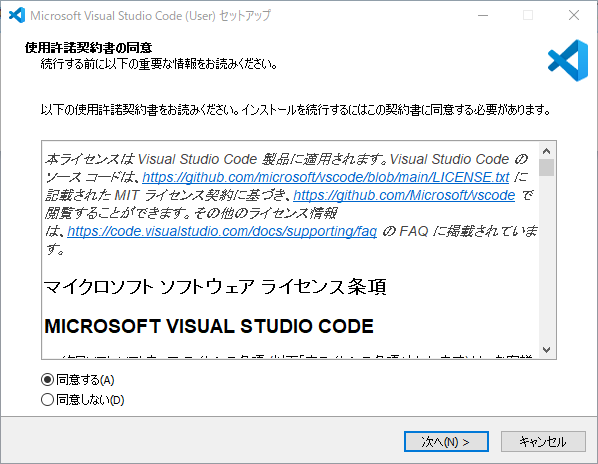 Microsoft Visual Studio Code (User) セットアップ
使用許諾契約書の同意
続行する前に以下の重要な情報をお読みください。
以下の使用許諾契約書をお読みください。インストールを続行するにはこの契約書に同意する必要があります。
本ライセンスは Visual Studio Code 製品に適用されます。Visual Studio Code の
ソース コードは、https://github.com/microsoft/vscode/blob/main/LICENSE.txt に
記載された MIT ライセンス契約に基づき、https://github.com/Microsoft/vscode で
閲覧することができます。その他のライセンス情報
は、https://code.visualstudio.com/docs/supporting/faq の FAQ に掲載されていま
す。
マイクロソフト ソフトウェア ライセンス条項
MICROSOFT VISUAL STUDIO CODE
同意する(A)
同意しない(D)
次へ(N) >
キャンセル